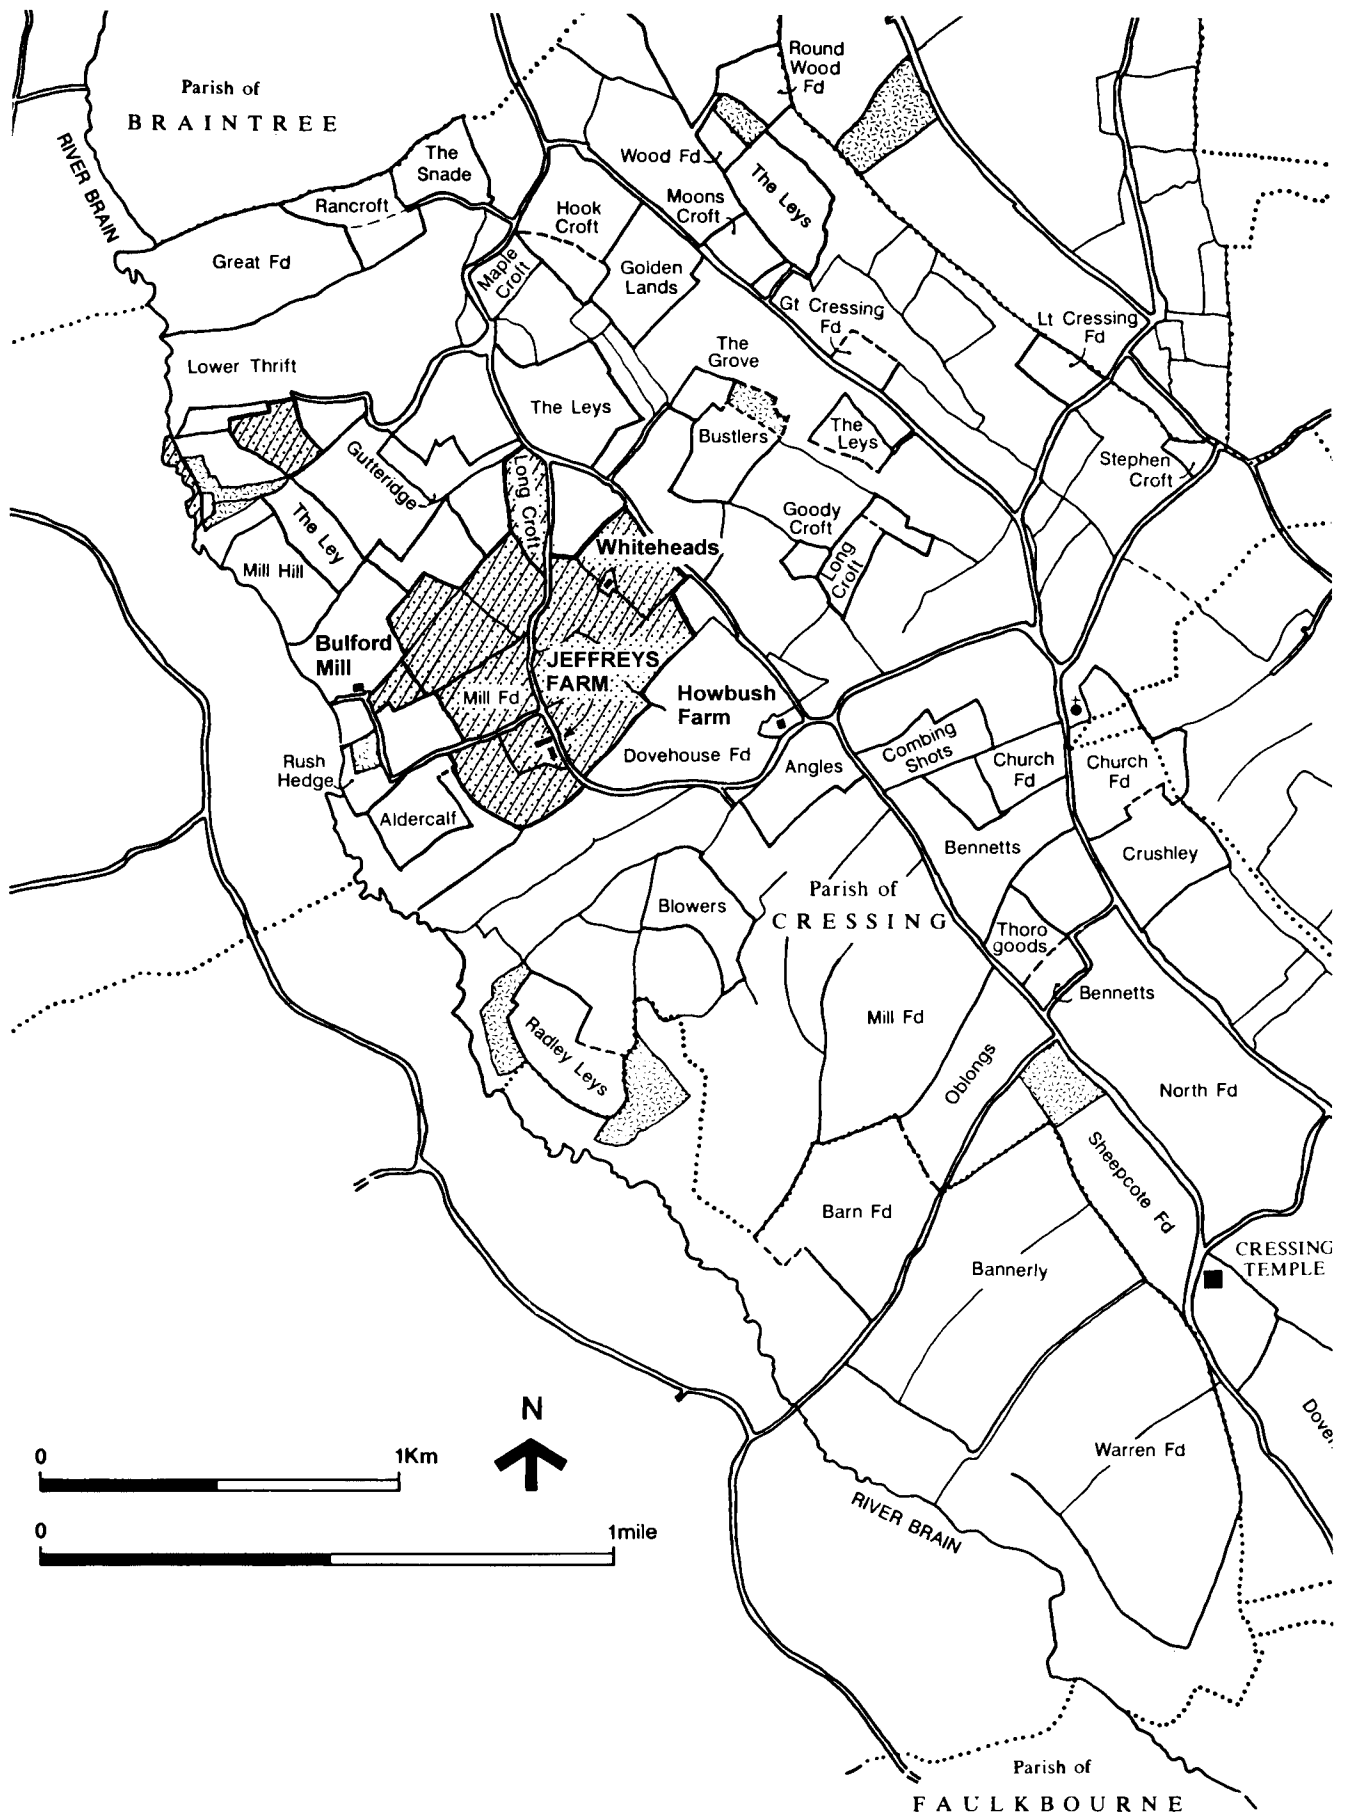 Parish of
BRAINTREE
RIVER BRAIN
Round
Wood
Fd
The
Snade
Wood Fd
The Leys
Rancroft
Moons
Croft
Hook
Croft
Great Fd
Maple
Croft
Golden
Lands
Gt Cressing
Fd
Lt Cressing
Fd
The
Grove
Lower Thrift
The Leys
Bustlers
The
Leys
Gutteridge
Long Croft
Stephen
Croft
Goody
Croft
The Ley
Whiteheads
Long
Croft
Mill Hill
Bulford
Mill
JEFFREYS
FARM
Mill Fd
Howbush
Farm
Dovehouse Fd
Combing
Shots
Church
Fd
Church
Fd
Rush
Hedge
Angles
Aldercalf
Bennetts
Crushley
Parish of
CRESSING
Blowers
Thoro
goods
Bennetts
Mill Fd
Radley Leys
Oblongs
North Fd
Sheepcote Fd
Barn Fd
CRESSING
TEMPLE
Bannerly
N
Dove
0 1Km
Warren Fd
0 1mile
RIVER BRAIN
Parish of
FAULKBOURNE